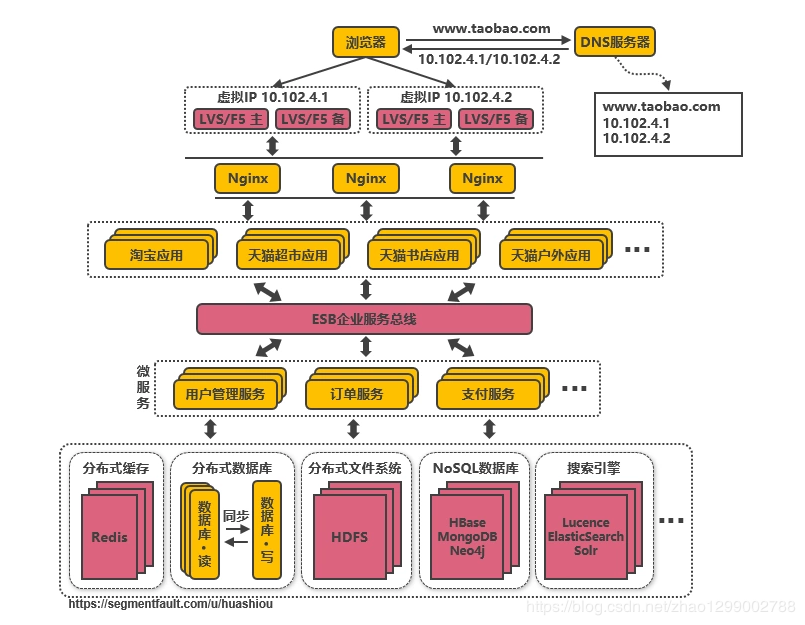 www.taobao.com
浏览器
DNS服务器
10.102.4.1/10.102.4.2
虚拟IP 10.102.4.1
虚拟IP 10.102.4.2
LVS/F5 主
LVS/F5 备
LVS/F5 主
LVS/F5 备
www.taobao.com
10.102.4.1
10.102.4.2
Nginx
Nginx
Nginx
淘宝应用
天猫超市应用
天猫书店应用
天猫户外应用
...
ESB企业服务总线
微服务
用户管理服务
订单服务
支付服务
...
分布式缓存
Redis
分布式数据库
数据库·读
同步
数据库·写
分布式文件系统
HDFS
NoSQL数据库
HBase
MongoDB
Neo4j
搜索引擎
Lucence
ElasticSearch
Solr
...
https://segmentfault.com/u/huashiou
https://blog.csdn.net/zhao1299002788